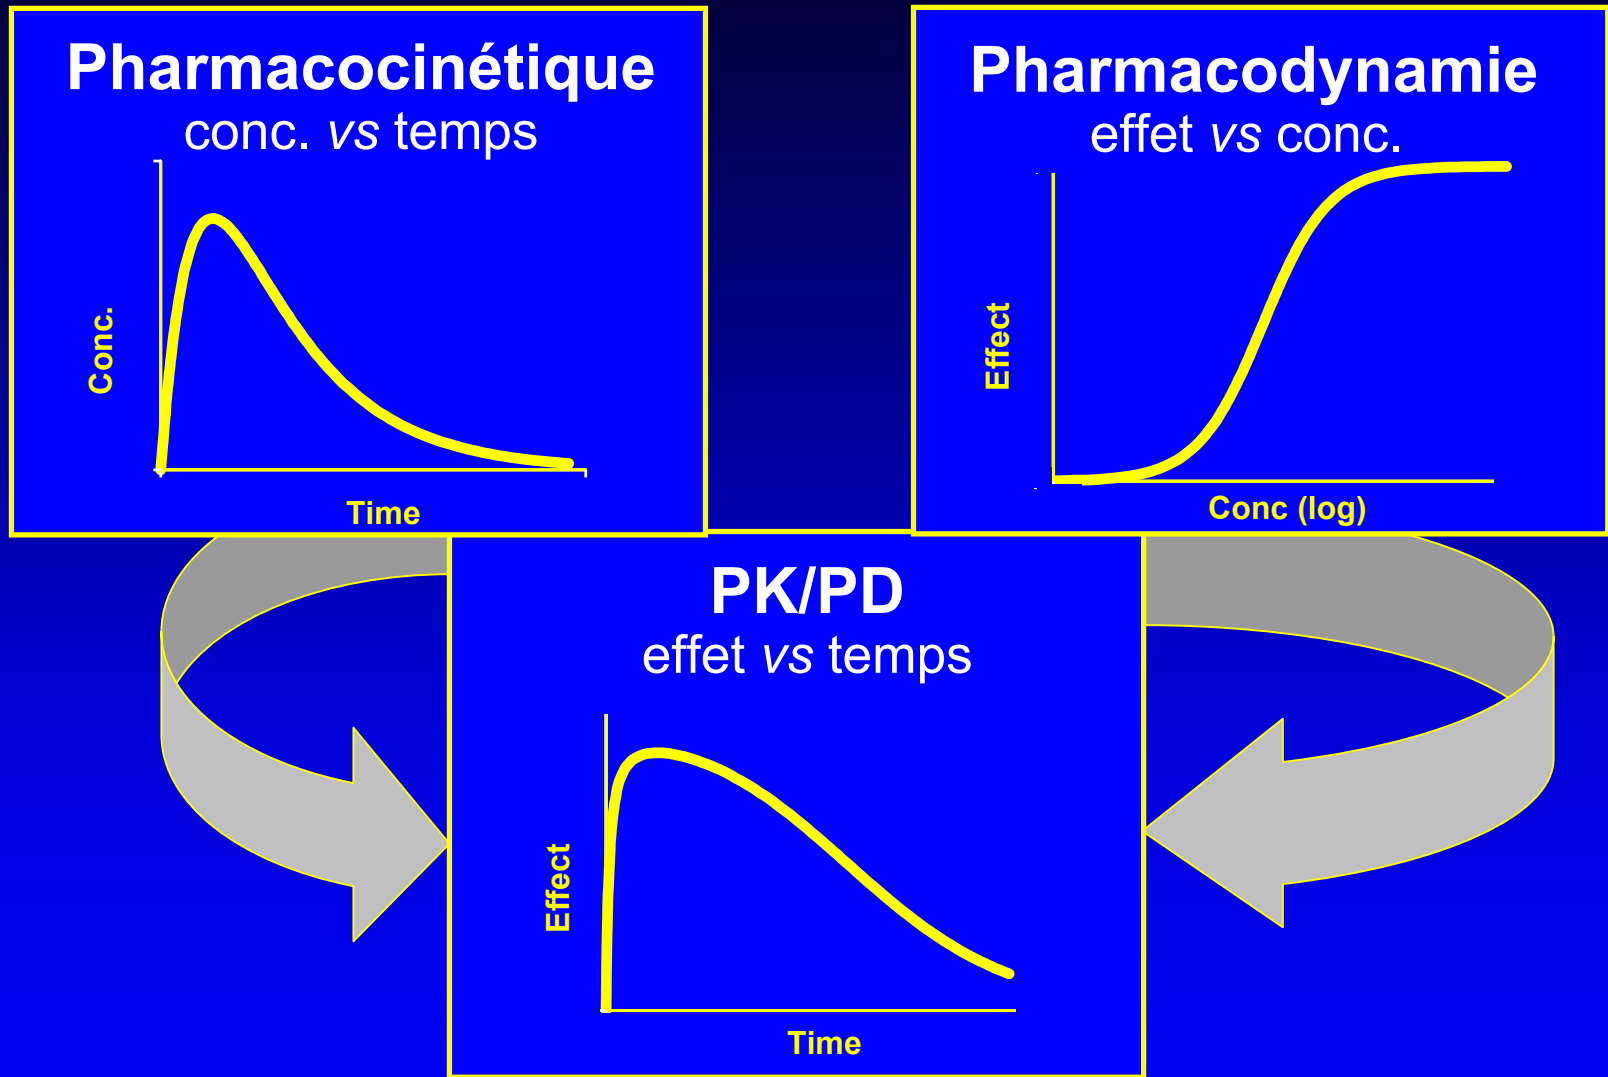 Pharmacocinétique
conc. vs temps
Conc.
Time
Pharmacodynamie
effet vs conc.
Effect
Conc (log)
PK/PD
effet vs temps
Effect
Time